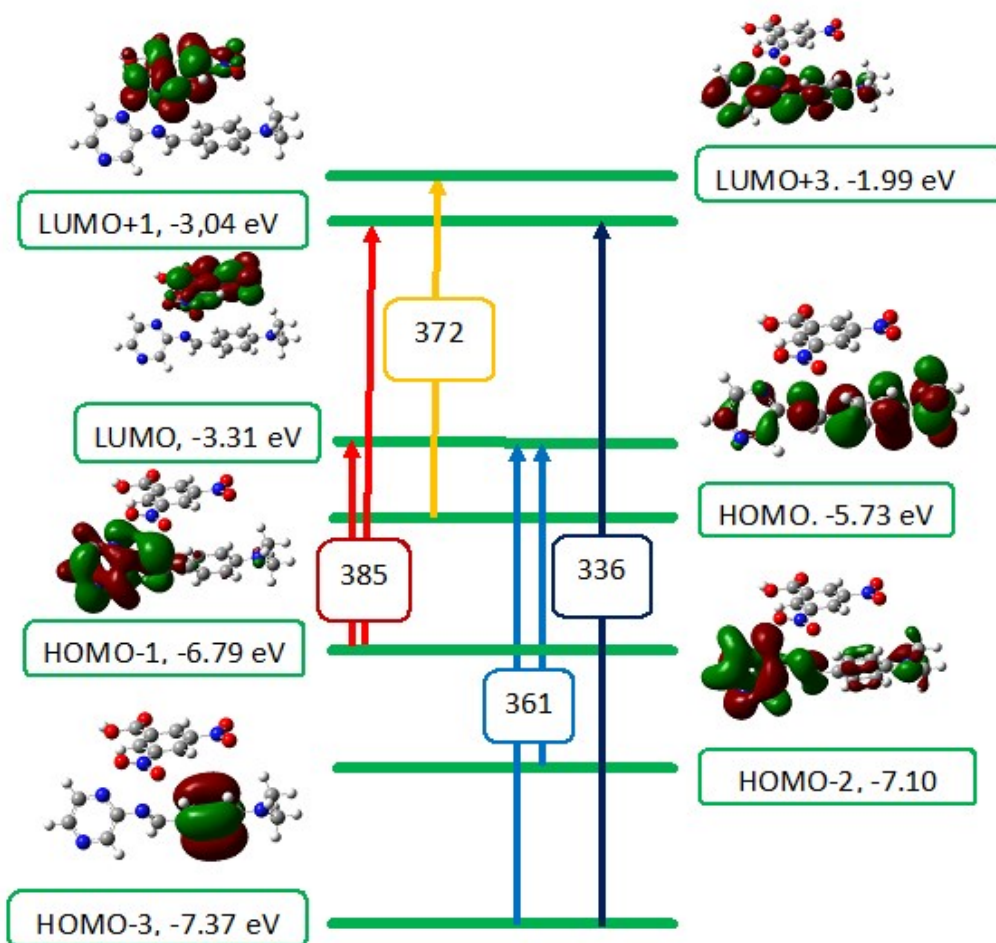 LUMO+3. -1.99 eV
LUMO+1, -3,04 eV
372
LUMO, -3.31 eV
HOMO. -5.73 eV
385
336
HOMO-1, -6.79 eV
361
HOMO-2, -7.10
HOMO-3, -7.37 eV